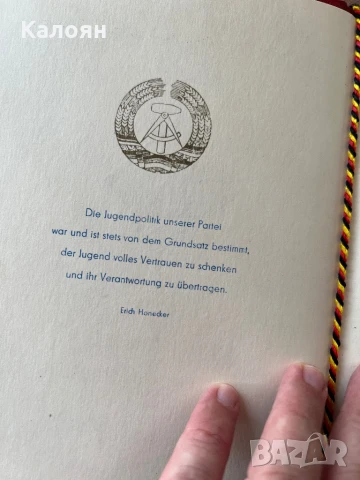 Калоян
Die Jugendpolitik unserer Partei
war und ist stets von dem Grundsatz bestimmt,
der Jugend volles Vertrauen zu schenken
und ihr Verantwortung zu übertragen.
Erich Honecker
BAZAR